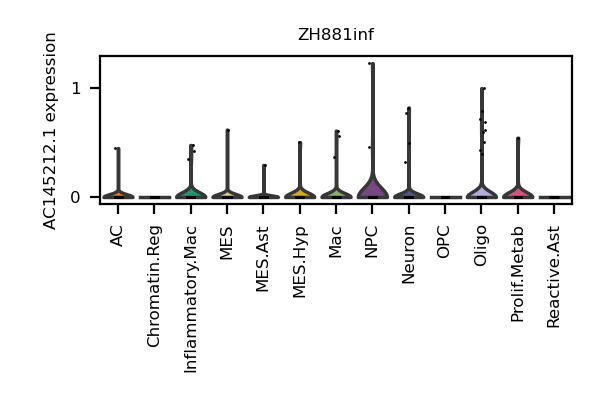 ZH881inf
AC145212.1 expression
1
0
AC
Chromatin.Reg
Inflammatory.Mac
MES
MES.Ast
MES.Hyp
Mac
NPC
Neuron
OPC
Oligo
Prolif.Metab
Reactive.Ast